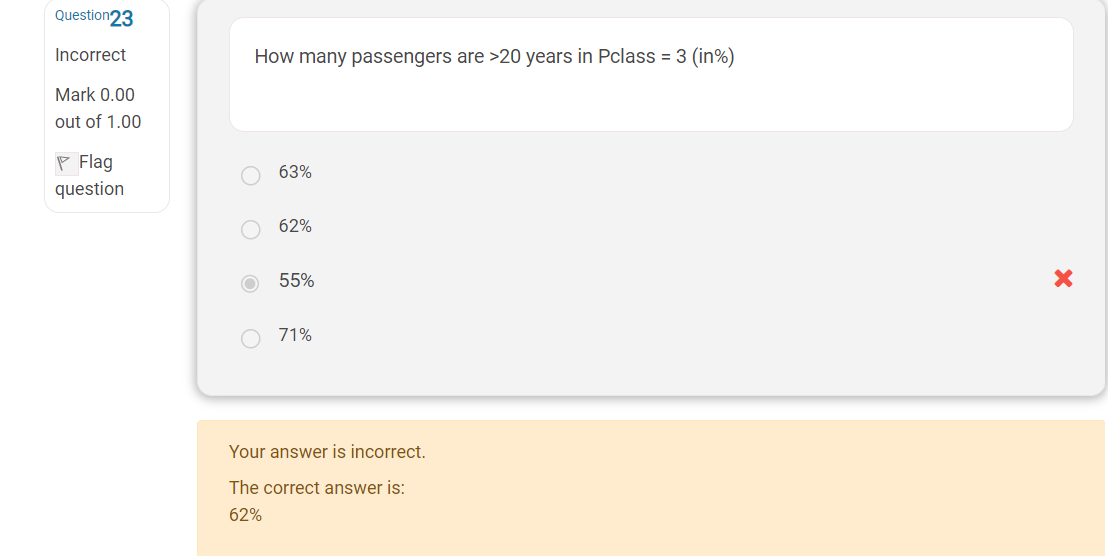 Question23
Incorrect
Mark 0.00
out of 1.00
Flag
question
How many passengers are >20 years in Pclass = 3 (in%)
63%
62%
55%
71%
Your answer is incorrect.
The correct answer is:
62%